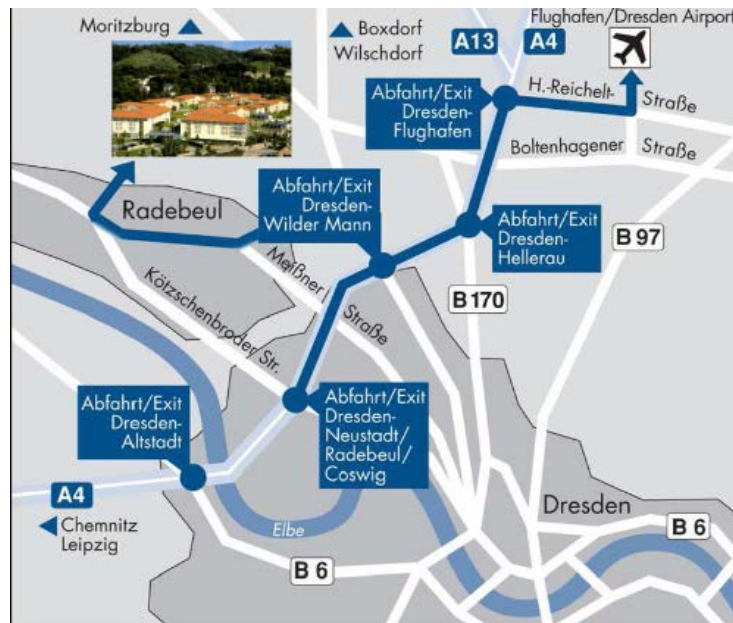 Moritzburg
Boxdorf
Wilschdorf
A13
A4
Flughafen/Dresden Airport
Abfahrt/Exit
Dresden-
Flughafen
H.-Reichelt-
Straße
Boltenhagener
Straße
Radebeul
Abfahrt/Exit
Dresden-
Wilder Mann
Abfahrt/Exit
Dresden-
Hellerau
B 97
B 170
Meißner
Straße
Kötzschenbroder Str.
Abfahrt/Exit
Dresden-
Altstadt
Abfahrt/Exit
Dresden-
Neustadt/
Radebeul/
Coswig
A4
Chemnitz
Leipzig
Elbe
Dresden
B 6
B 6